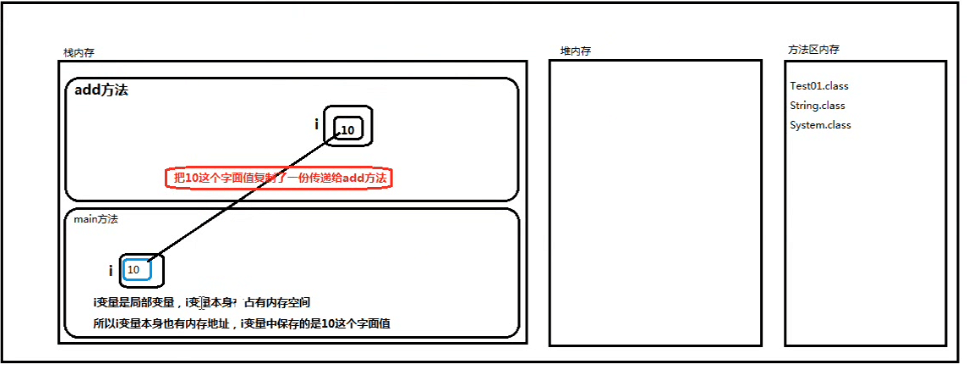 栈内存
堆内存
方法区内存
add方法
i
10
把10这个字面值复制了一份传递给add方法
main方法
i
10
i变量是局部变量，i变量本身？占有内存空间
所以i变量本身也有内存地址，i变量中保存的是10这个字面值
Test01.class
String.class
System.class